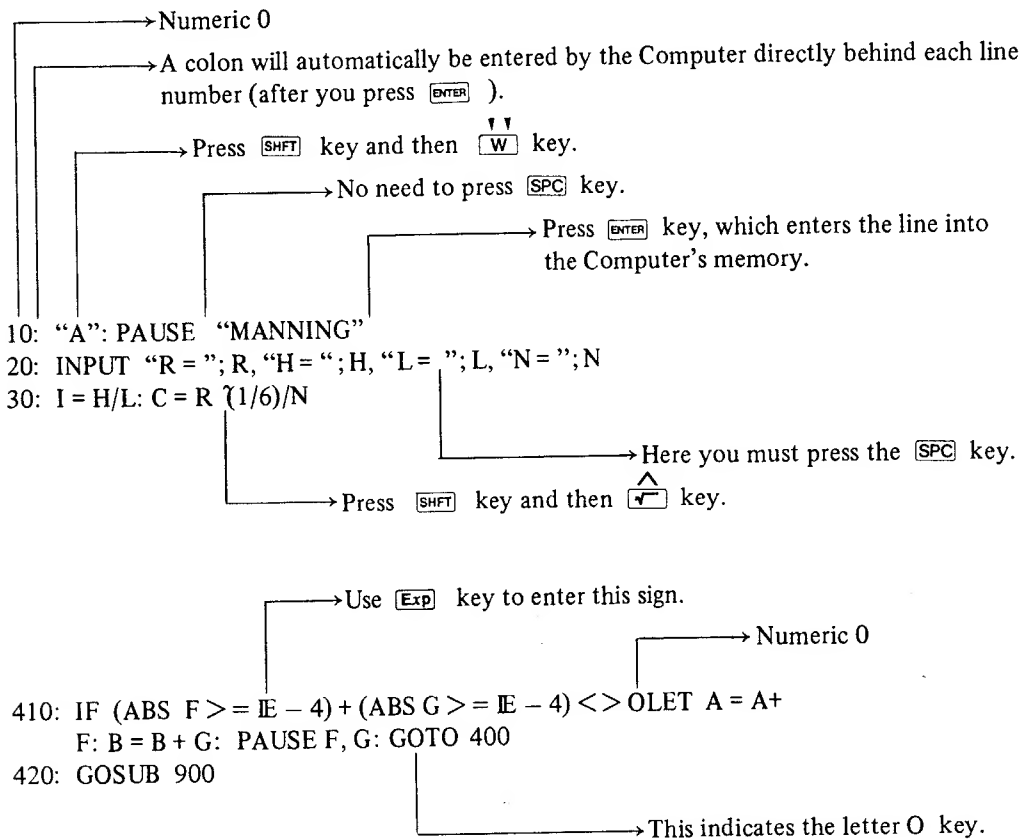 Numeric 0
A colon will automatically be entered by the Computer directly behind each line
number (after you press ENTER ).
Press SHFT key and then W key.
No need to press SPC key.
Press ENTER key, which enters the line into
the Computer's memory.
10: “A”: PAUSE “MANNING”
20: INPUT “R = ”; R, “H = “; H, “L = ”; L, “N = ”; N
30: I = H/L: C = R ^(1/6)/N
Here you must press the SPC key.
Press SHFT key and then √ key.
Use Exp key to enter this sign.
Numeric 0
410: IF (ABS F > = E − 4) + (ABS G > = E − 4) < > OLET A = A+
F: B = B + G: PAUSE F, G: GOTO 400
420: GOSUB 900
This indicates the letter O key.